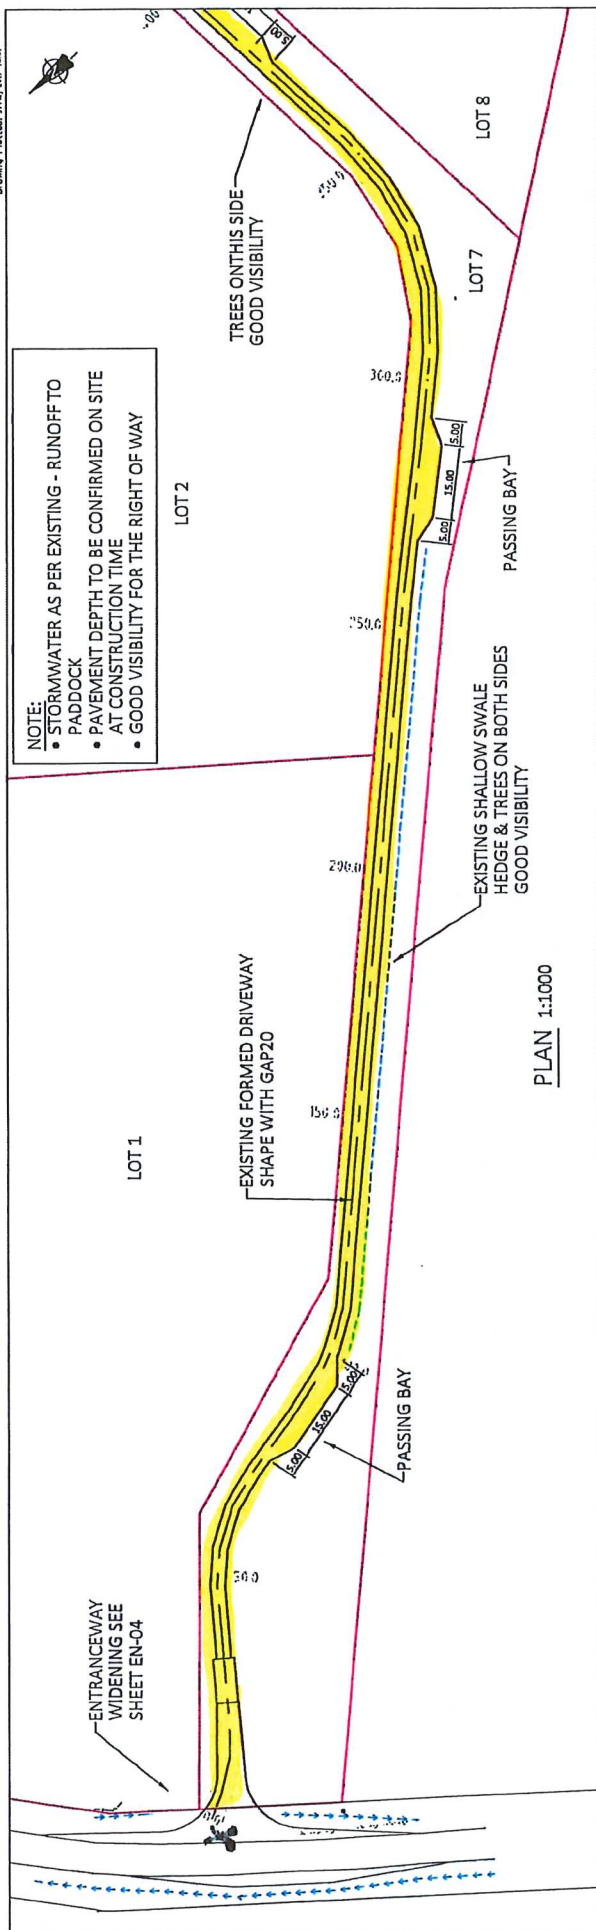 NOTE:
• STORMWATER AS PER EXISTING - RUNOFF TO
PADDOCK
• PAVEMENT DEPTH TO BE CONFIRMED ON SITE
AT CONSTRUCTION TIME
• GOOD VISIBILITY FOR THE RIGHT OF WAY
ENTRANCEWAY
WIDENING SEE
SHEET EN-04
LOT 1
LOT 2
TREES ONTHIS SIDE
GOOD VISIBILITY
EXISTING FORMED DRIVEWAY
SHAPE WITH GAP20
150.0
200.0
300.0
5.00
15.00
5.00
PASSING BAY
5.00
15.00
5.00
PASSING BAY
5.00
LOT 7
LOT 8
EXISTING SHALLOW SWALE
HEDGE & TREES ON BOTH SIDES
GOOD VISIBILITY
PLAN 1:1000